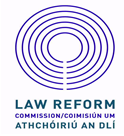 LAW REFORM
COMMISSION/COIMISIÚN UM
ATHCHÓIRIÚ AN DLÍ